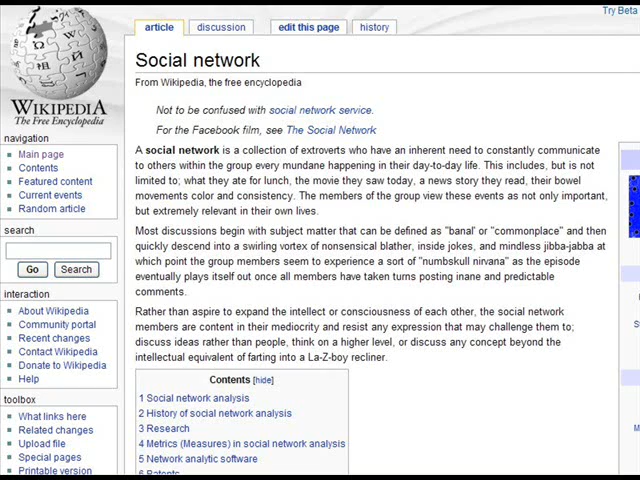 Try Beta
article discussion edit this page history
WIKIPEDIA
The Free Encyclopedia
Social network
From Wikipedia, the free encyclopedia
Not to be confused with social network service.
For the Facebook film, see The Social Network
A social network is a collection of extroverts who have an inherent need to constantly communicate
to others within the group every mundane happening in their day-to-day life. This includes, but is not
limited to; what they ate for lunch, the movie they saw today, a news story they read, their bowel
movements color and consistency. The members of the group view these events as not only important,
but extremely relevant in their own lives.
Most discussions begin with subject matter that can be defined as "banal' or "commonplace" and then
quickly descend into a swirling vortex of nonsensical blather, inside jokes, and mindless jibba-jabba at
which point the group members seem to experience a sort of "numbskull nirvana" as the episode
eventually plays itself out once all members have taken turns posting inane and predictable
comments.
Rather than aspire to expand the intellect or consciousness of each other, the social network
members are content in their mediocrity and resist any expression that may challenge them to;
discuss ideas rather than people, think on a higher level, or discuss any concept beyond the
intellectual equivalent of farting into a La-Z-boy recliner.
Contents [hide]
1 Social network analysis
2 History of social network analysis
3 Research
4 Metrics (Measures) in social network analysis
5 Network analytic software
6 Patents
navigation
Main page
Contents
Featured content
Current events
Random article
search
Go Search
interaction
About Wikipedia
Community portal
Recent changes
Contact Wikipedia
Donate to Wikipedia
Help
toolbox
What links here
Related changes
Upload file
Special pages
Printable version